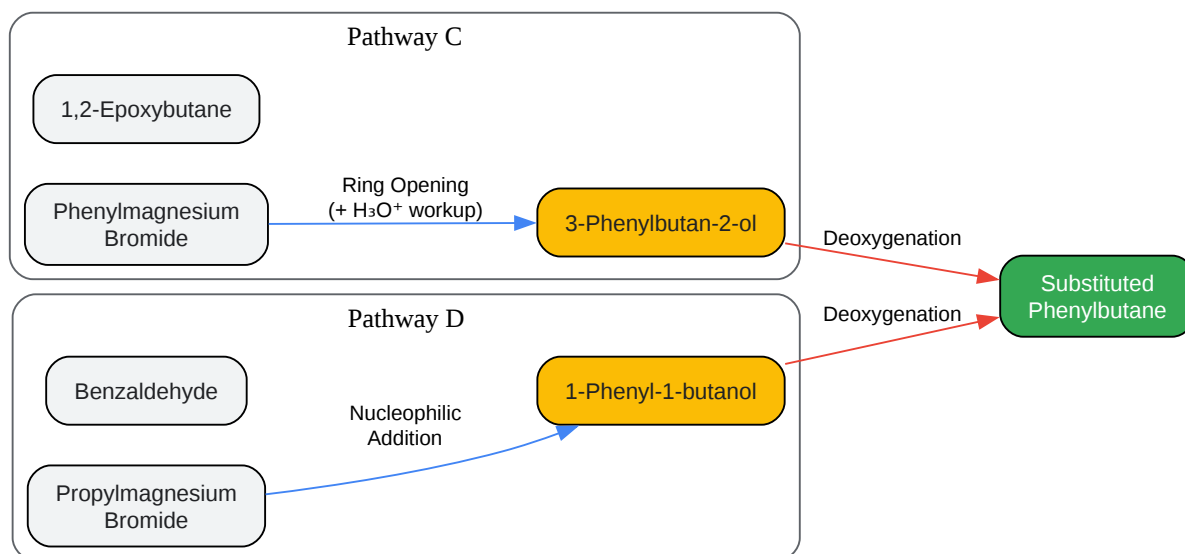 Pathway C
1,2-Epoxybutane
Phenylmagnesium
Bromide
Ring Opening
(+ H₃O⁺ workup)
3-Phenylbutan-2-ol
Deoxygenation
Substituted
Phenylbutane
Pathway D
Benzaldehyde
Propylmagnesium
Bromide
Nucleophilic
Addition
1-Phenyl-1-butanol
Deoxygenation